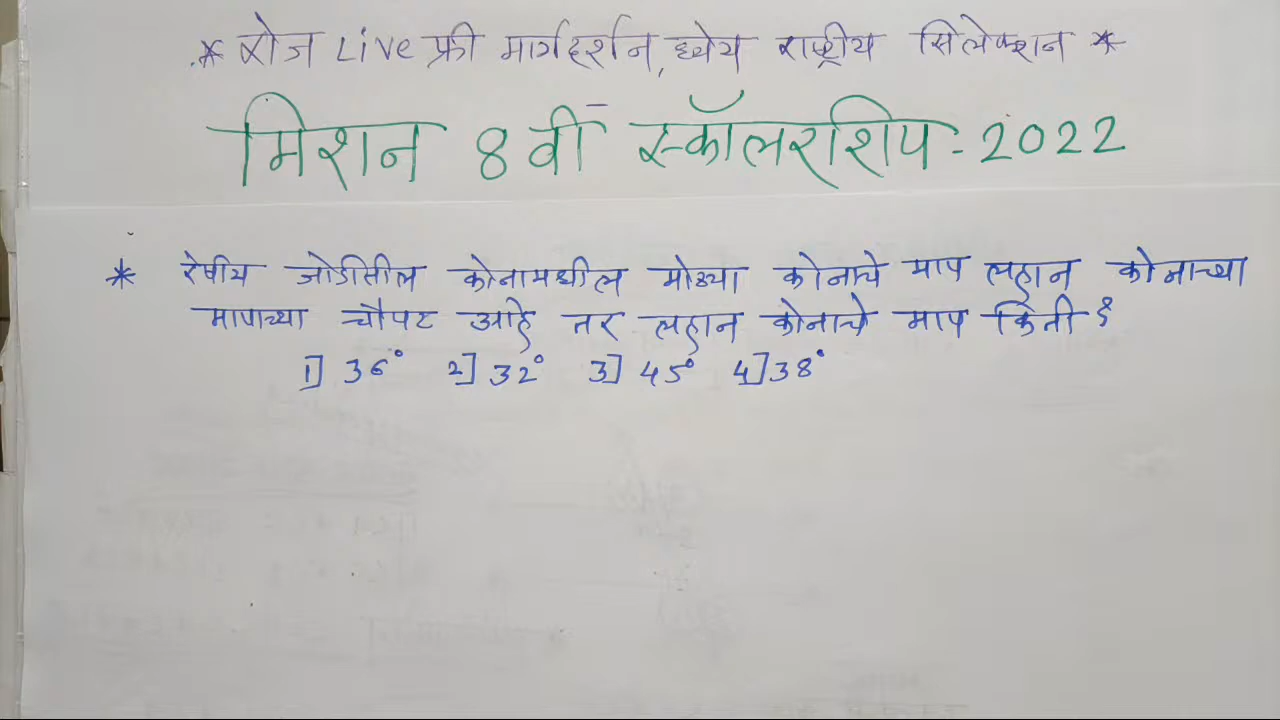 * रोज Live फ्री मार्गदर्शन, ध्येय राष्ट्रीय सिलेक्शन *
मिशन 8 वी स्कॉलरशिप - 2022
* रेषीय जोडीतील कोनामधील मोठ्या कोनाचे माप लहान कोनाच्या
मापाच्या चौपट आहे तर लहान कोनाचे माप किती ?
1] 36° 2] 32° 3] 45° 4] 38°